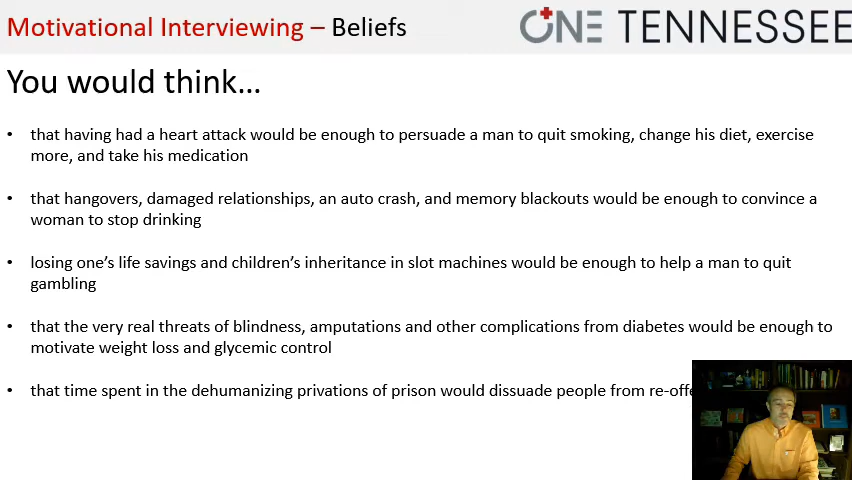 Motivational Interviewing – Beliefs
ONE TENNESSEE
You would think…
• that having had a heart attack would be enough to persuade a man to quit smoking, change his diet, exercise
more, and take his medication
• that hangovers, damaged relationships, an auto crash, and memory blackouts would be enough to convince a
woman to stop drinking
• losing one’s life savings and children’s inheritance in slot machines would be enough to help a man to quit
gambling
• that the very real threats of blindness, amputations and other complications from diabetes would be enough to
motivate weight loss and glycemic control
• that time spent in the dehumanizing privations of prison would dissuade people from